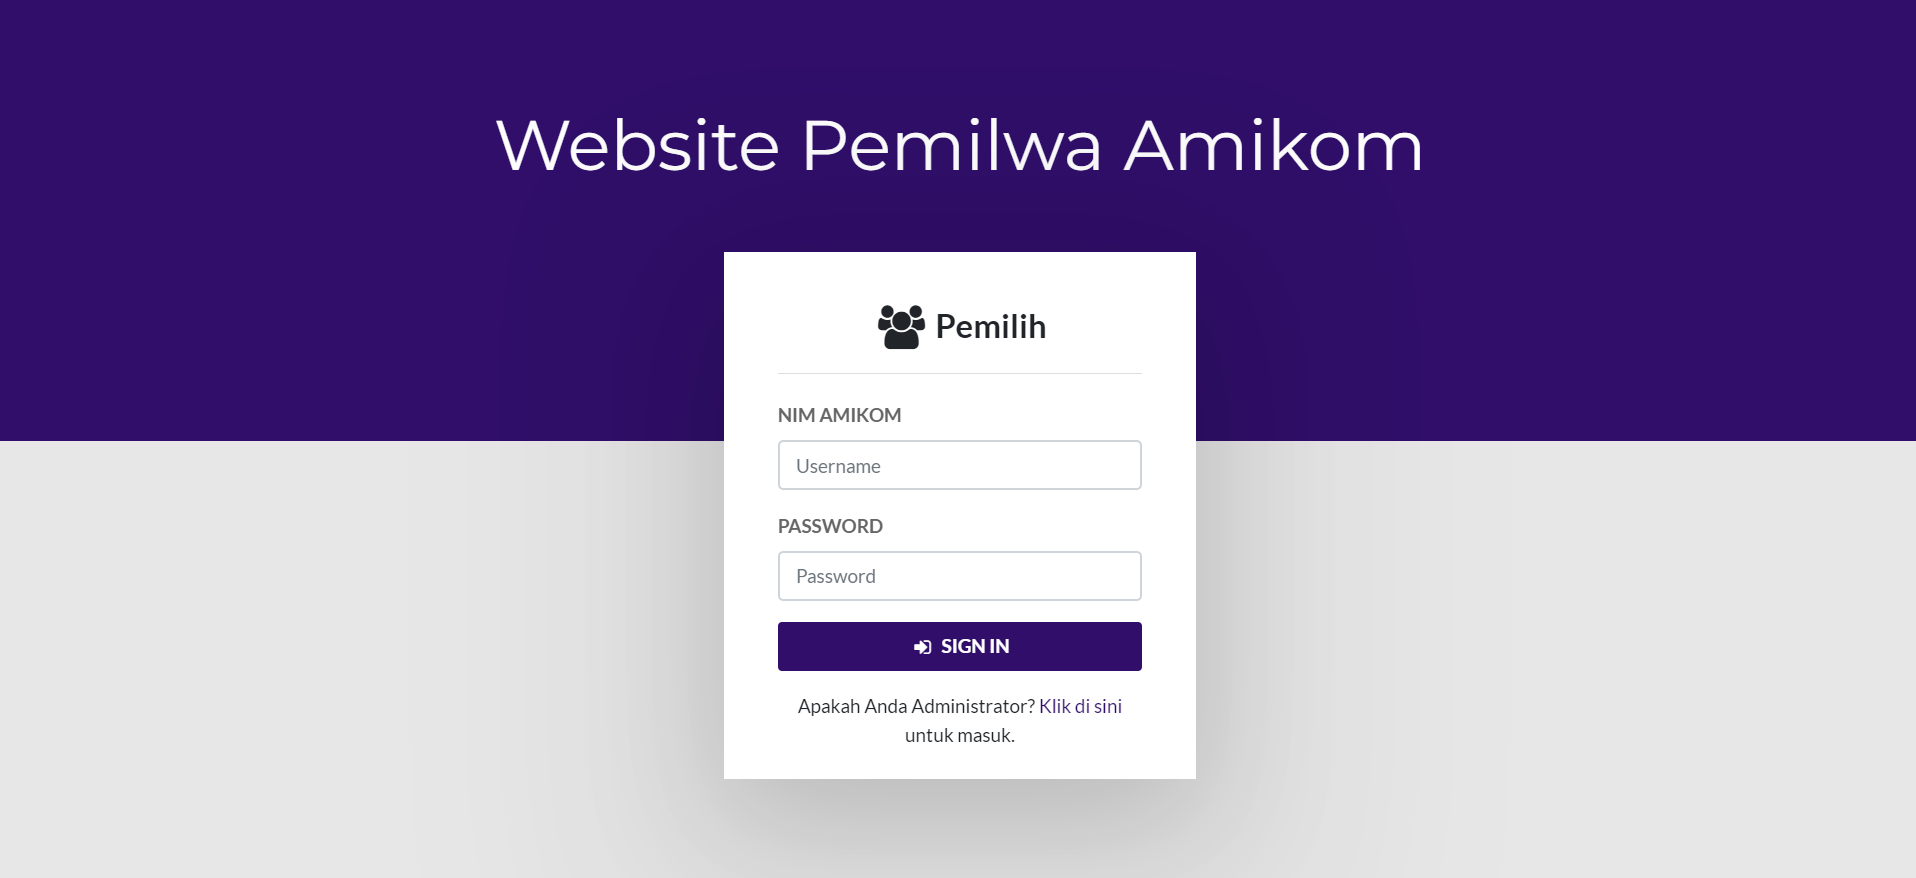 Website Pemilwa Amikom
Pemilih
NIM AMIKOM
Username
PASSWORD
Password
SIGN IN
Apakah Anda Administrator? Klik di sini
untuk masuk.